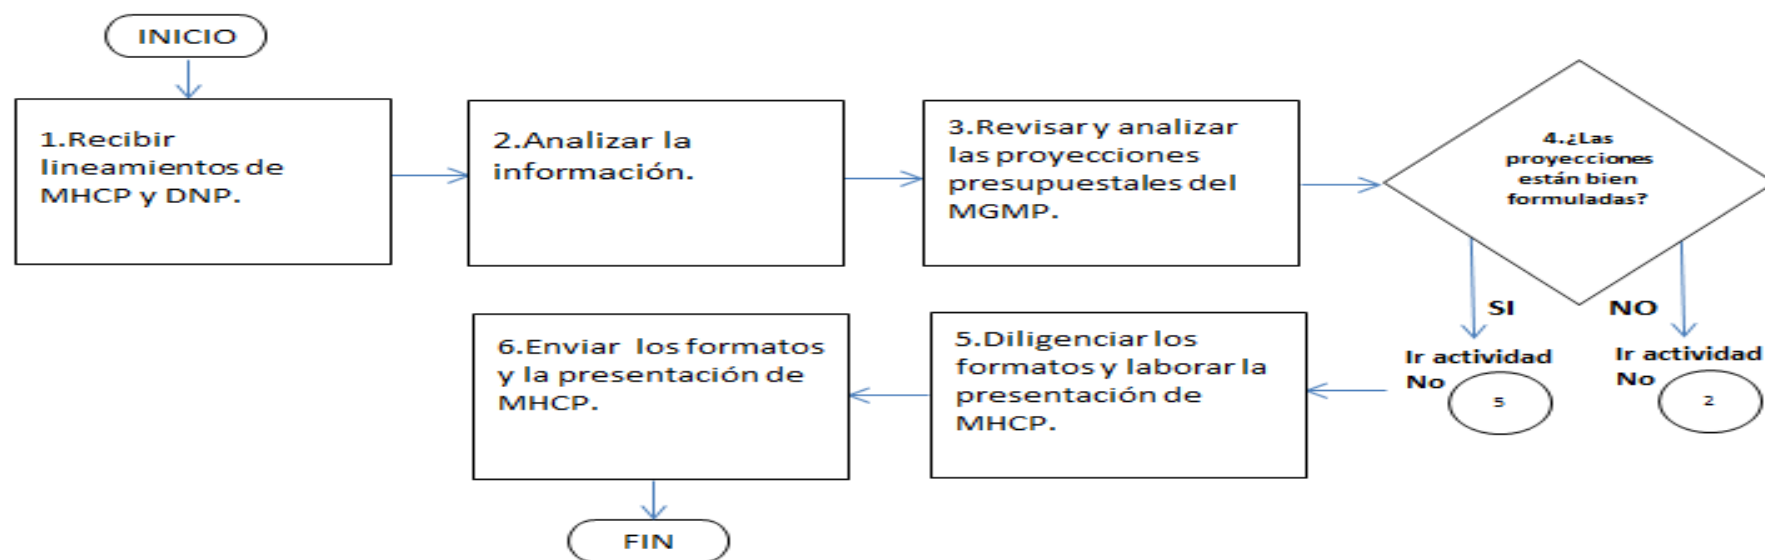 INICIO
1.Recibir
lineamientos de
MHCP y DNP.
2.Analizar la
información.
3.Revisar y analizar
las proyecciones
presupuestales del
MGMP.
4.¿Las
proyecciones
están bien
formuladas?
SI
NO
Ir actividad
No
5
Ir actividad
No
2
5.Diligenciar los
formatos y laborar la
presentación de
MHCP.
6.Enviar los formatos
y la presentación de
MHCP.
FIN